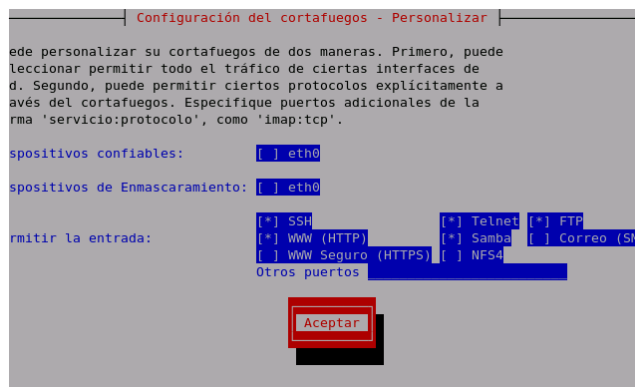 Configuración del cortafuegos - Personalizar
ede personalizar su cortafuegos de dos maneras. Primero, puede
leccionar permitir todo el tráfico de ciertas interfaces de
d. Segundo, puede permitir ciertos protocolos explícitamente a
avés del cortafuegos. Especifique puertos adicionales de la
rma 'servicio:protocolo', como 'imap:tcp'.
spositivos confiables: [ ] eth0
spositivos de Enmascaramiento: [ ] eth0
[*] SSH [*] Telnet [*] FTP
rmitir la entrada: [*] WWW (HTTP) [*] Samba [ ] Correo (SM
[ ] WWW Seguro (HTTPS) [ ] NFS4
Otros puertos
Aceptar